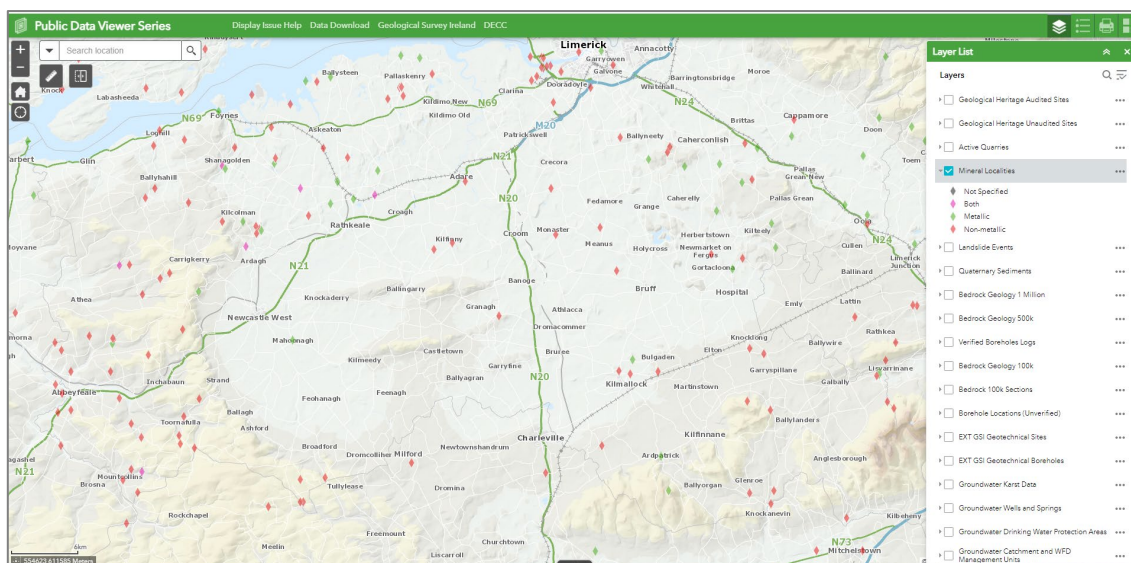 Public Data Viewer Series
Display Issue Help Data Download Geological Survey Ireland DECC
Search location
Layer List
Layers
Geological Heritage Audited Sites
Geological Heritage Unaudited Sites
Active Quarries
Mineral Localities
Not Specified
Both
Metallic
Non-metallic
Landslide Events
Quaternary Sediments
Bedrock Geology 1 Million
Bedrock Geology 500k
Verified Boreholes Logs
Bedrock Geology 100k
Bedrock 100k Sections
Borehole Locations (Unverified)
EXT GSI Geotechnical Sites
EXT GSI Geotechnical Boreholes
Groundwater Karst Data
Groundwater Wells and Springs
Groundwater Drinking Water Protection Areas
Groundwater Catchment and WFD
Management Units
Limerick
Annacotty
Garryowen
Galvone
Ballysteen
Pallaskenry
Dooradoyle
Clarina
Whitehall
Barringtonsbridge
Moroe
Labasheeda
Kildimo New
N69
Kildimo Old
N24
Cappamore
Foynes
N69
Loghill
Askeaton
M20
Patrickswell
Ballyneety
Caherconlish
Brittas
Doon
Glin
Shanagolden
N21
Crecora
Pallas
Grean New
Toem
Ballyhahill
Adare
N20
Fedamore
Grange
Caherelly
Pallas Green
Kilcolman
Croagh
Rathkeale
Croom
Monaster
Meanus
Herbertstown
Kilteely
Oola
N24
Kilfinny
Holycross
Newmarket on
Fergus
Cullen
Limerick
Junction
Carrigkerry
Ardagh
N21
Gortacloona
Ballinard
Banoge
Bruff
Hospital
Athea
Knockaderry
Ballingarry
Granagh
Athlacca
Emly
Lattin
Newcastle West
Dromacommer
Mahoonagh
Castletown
Bruree
Knocklong
Rathkea
Ballywire
Kilmeedy
Garryfine
Bulgaden
Elton
Garryspillane
Galbally
Lisvarrinane
Inchabaun
Strand
Ballyagran
N20
Kilmallock
Martinstown
Abbeyfeale
Feohanagh
Feenagh
Ballagh
Ballylanders
Toornafulla
Ashford
Charleville
Kilfinnane
Broadford
Dromcolliher
Milford
Newtownshandrum
Ardpatrick
Anglesborough
N21
Mountcollins
Brosna
Tullylease
Dromina
Ballyorgan
Glenroe
Rockchapel
Knockanevin
Kilbeheny
Freemount
Meelin
Churchtown
N73
Mitchelstown
Liscarroll
6km
554623 611585 Meters